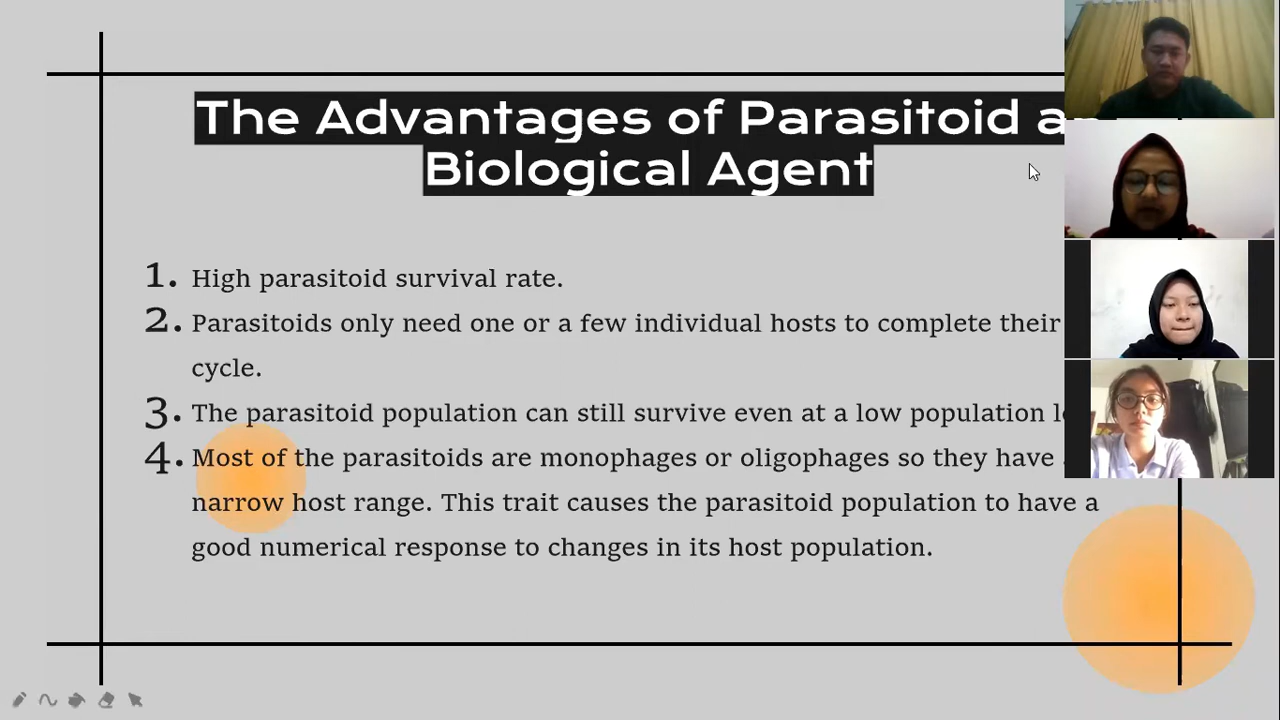 The Advantages of Parasitoid
Biological Agent
1. High parasitoid survival rate.
2. Parasitoids only need one or a few individual hosts to complete their
cycle.
3. The parasitoid population can still survive even at a low population
4. Most of the parasitoids are monophages or oligophages so they have
narrow host range. This trait causes the parasitoid population to have a
good numerical response to changes in its host population.